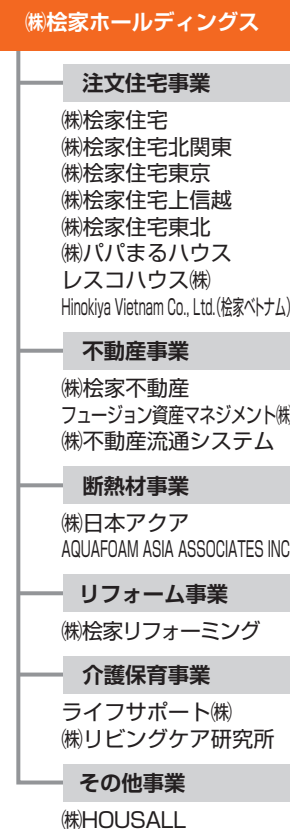 ㈱桧家ホールディングス
注文住宅事業
㈱桧家住宅
㈱桧家住宅北関東
㈱桧家住宅東京
㈱桧家住宅上信越
㈱桧家住宅東北
㈱パパまるハウス
レスコハウス㈱
Hinokiya Vietnam Co., Ltd.(桧家ベトナム)
不動産事業
㈱桧家不動産
フュージョン資産マネジメント㈱
㈱不動産流通システム
断熱材事業
㈱日本アクア
AQUAFOAM ASIA ASSOCIATES INC
リフォーム事業
㈱桧家リフォーミング
介護保育事業
ライフサポート㈱
㈱リビングケア研究所
その他事業
㈱HOUSALL